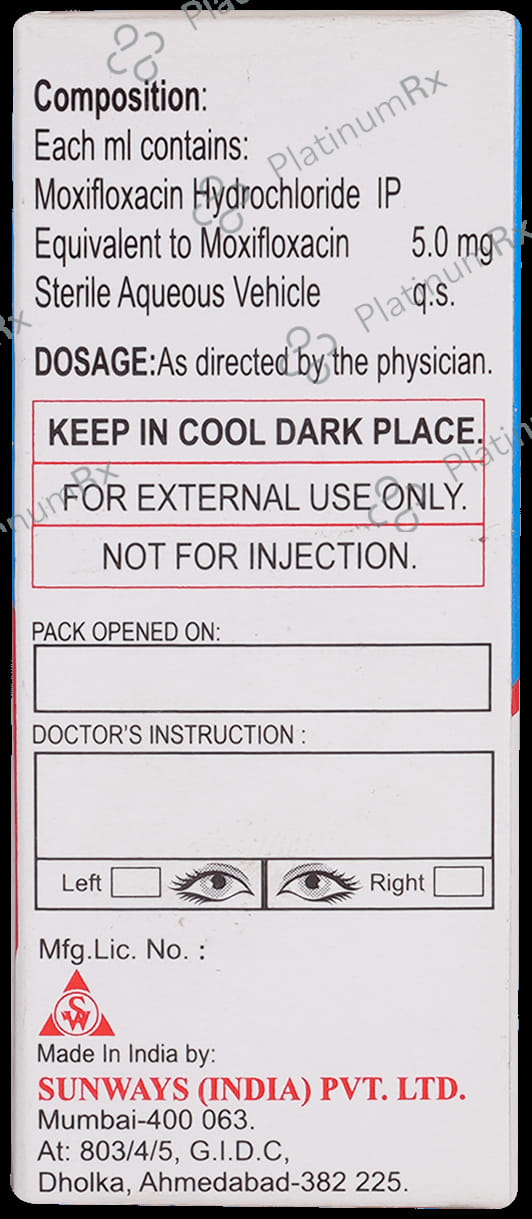 Composition:
Each ml contains:
Moxifloxacin Hydrochloride IP
Equivalent to Moxifloxacin 5.0 mg
Sterile Aqueous Vehicle q.s.
DOSAGE:As directed by the physician.
KEEP IN COOL DARK PLACE.
FOR EXTERNAL USE ONLY.
NOT FOR INJECTION.
PACK OPENED ON:
DOCTOR'S INSTRUCTION :
Left Right
Mfg.Lic. No. :
SW
Made In India by:
SUNWAYS (INDIA) PVT. LTD.
Mumbai-400 063.
At: 803/4/5, G.I.D.C,
Dholka, Ahmedabad-382 225.
PlatinumRx
PlatinumRx